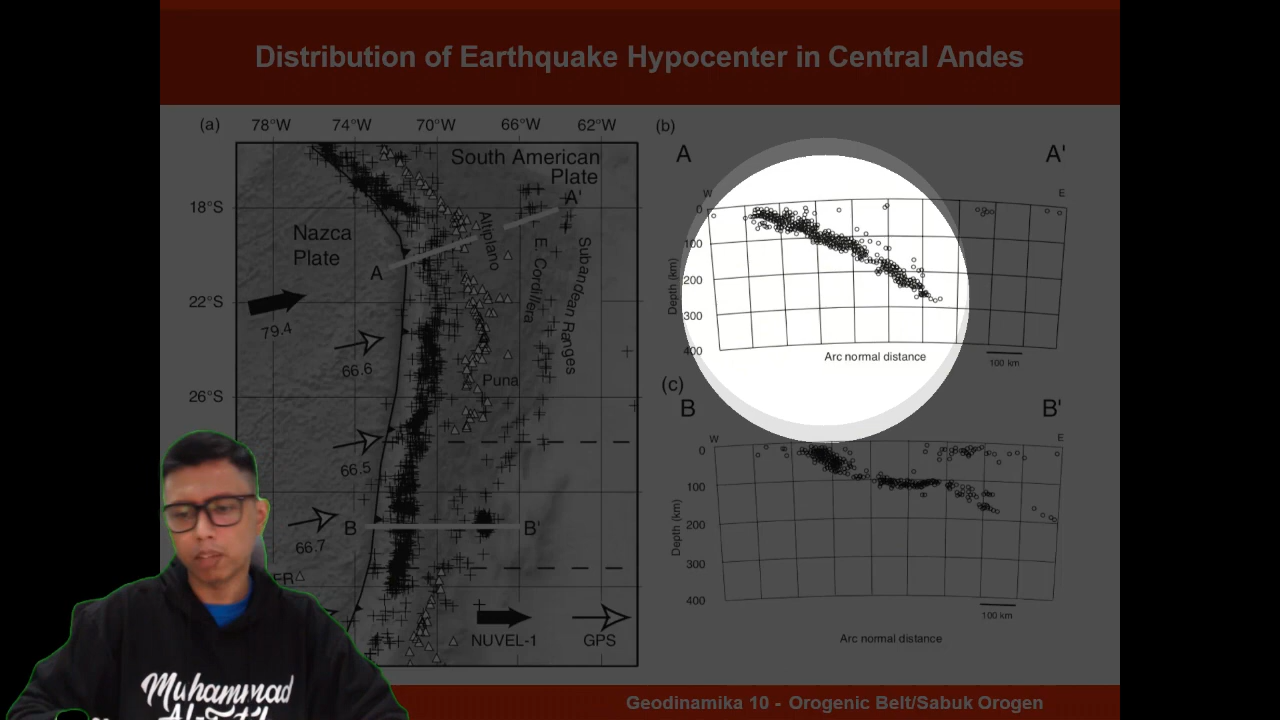 Distribution of Earthquake Hypocenter in Central Andes
(a) 78°W 74°W 70°W 66°W 62°W
South American
Plate
A'
18°S
Nazca
Plate
A
Altiplano
E. Cordillera
Subandean Ranges
22°S
79.4
66.6
Puna
26°S
66.5
B B'
66.7
NUVEL-1 GPS
(b)
A A'
W E
0
100
200
300
400
Depth (km)
Arc normal distance
100 km
(c)
B B'
W E
0
100
200
300
400
Depth (km)
100 km
Arc normal distance
Muhammad
Geodinamika 10 - Orogenic Belt/Sabuk Orogen